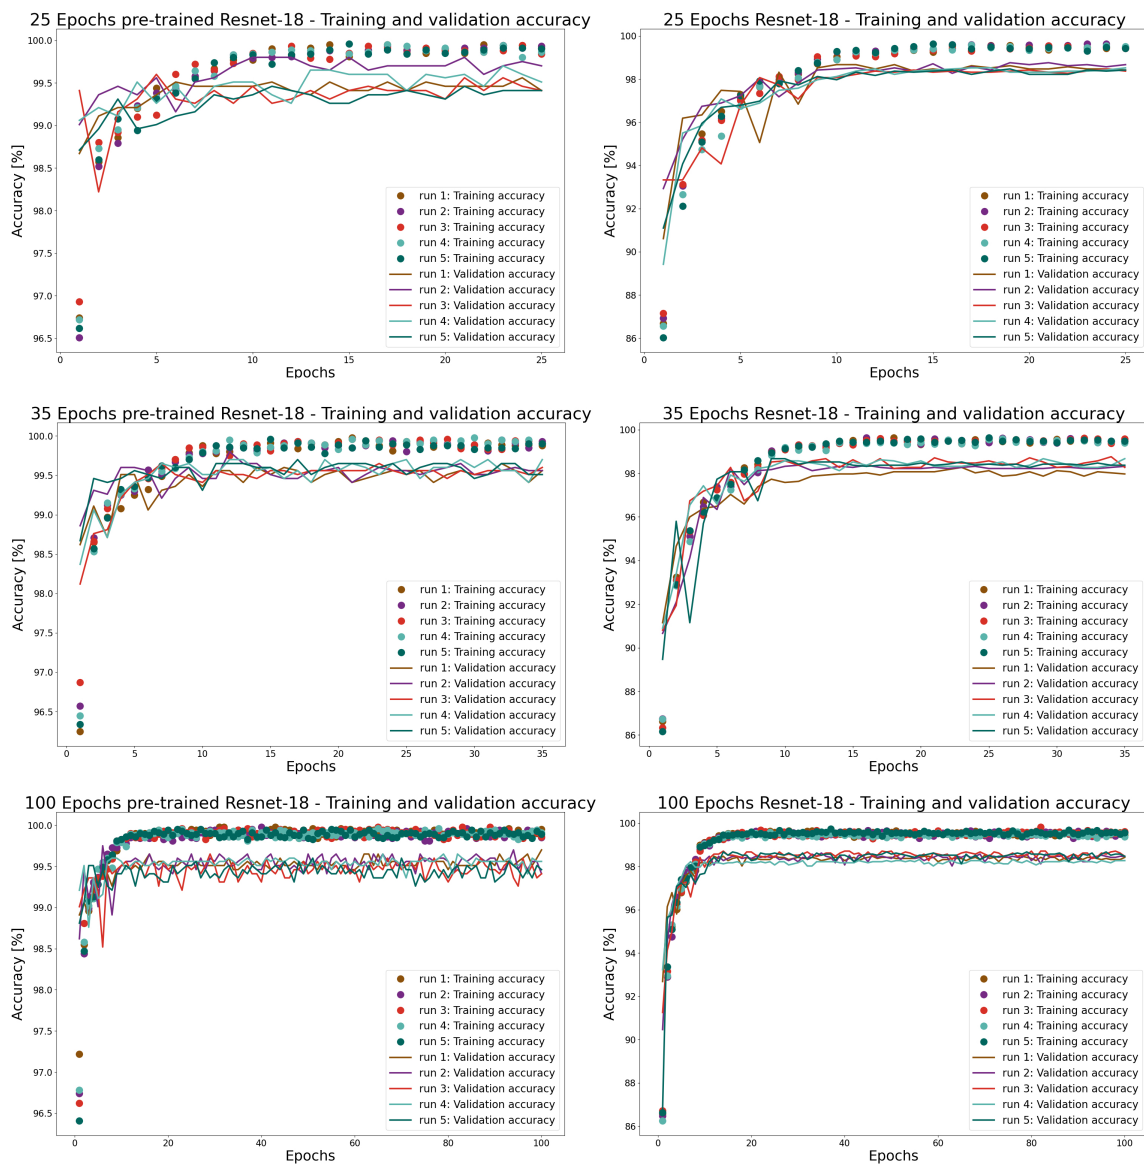 25 Epochs pre-trained Resnet-18 - Training and validation accuracy
100.0
99.5
99.0
98.5
98.0
97.5
97.0
96.5
Accuracy [%]
0 5 10 15 20 25
Epochs
run 1: Training accuracy
run 2: Training accuracy
run 3: Training accuracy
run 4: Training accuracy
run 5: Training accuracy
run 1: Validation accuracy
run 2: Validation accuracy
run 3: Validation accuracy
run 4: Validation accuracy
run 5: Validation accuracy
25 Epochs Resnet-18 - Training and validation accuracy
100
98
96
94
92
90
88
86
Accuracy [%]
0 5 10 15 20 25
Epochs
run 1: Training accuracy
run 2: Training accuracy
run 3: Training accuracy
run 4: Training accuracy
run 5: Training accuracy
run 1: Validation accuracy
run 2: Validation accuracy
run 3: Validation accuracy
run 4: Validation accuracy
run 5: Validation accuracy
35 Epochs pre-trained Resnet-18 - Training and validation accuracy
100.0
99.5
99.0
98.5
98.0
97.5
97.0
96.5
Accuracy [%]
0 5 10 15 20 25 30 35
Epochs
run 1: Training accuracy
run 2: Training accuracy
run 3: Training accuracy
run 4: Training accuracy
run 5: Training accuracy
run 1: Validation accuracy
run 2: Validation accuracy
run 3: Validation accuracy
run 4: Validation accuracy
run 5: Validation accuracy
35 Epochs Resnet-18 - Training and validation accuracy
100
98
96
94
92
90
88
86
Accuracy [%]
0 5 10 15 20 25 30 35
Epochs
run 1: Training accuracy
run 2: Training accuracy
run 3: Training accuracy
run 4: Training accuracy
run 5: Training accuracy
run 1: Validation accuracy
run 2: Validation accuracy
run 3: Validation accuracy
run 4: Validation accuracy
run 5: Validation accuracy
100 Epochs pre-trained Resnet-18 - Training and validation accuracy
100.0
99.5
99.0
98.5
98.0
97.5
97.0
96.5
Accuracy [%]
0 20 40 60 80 100
Epochs
run 1: Training accuracy
run 2: Training accuracy
run 3: Training accuracy
run 4: Training accuracy
run 5: Training accuracy
run 1: Validation accuracy
run 2: Validation accuracy
run 3: Validation accuracy
run 4: Validation accuracy
run 5: Validation accuracy
100 Epochs Resnet-18 - Training and validation accuracy
100
98
96
94
92
90
88
86
Accuracy [%]
0 20 40 60 80 100
Epochs
run 1: Training accuracy
run 2: Training accuracy
run 3: Training accuracy
run 4: Training accuracy
run 5: Training accuracy
run 1: Validation accuracy
run 2: Validation accuracy
run 3: Validation accuracy
run 4: Validation accuracy
run 5: Validation accuracy